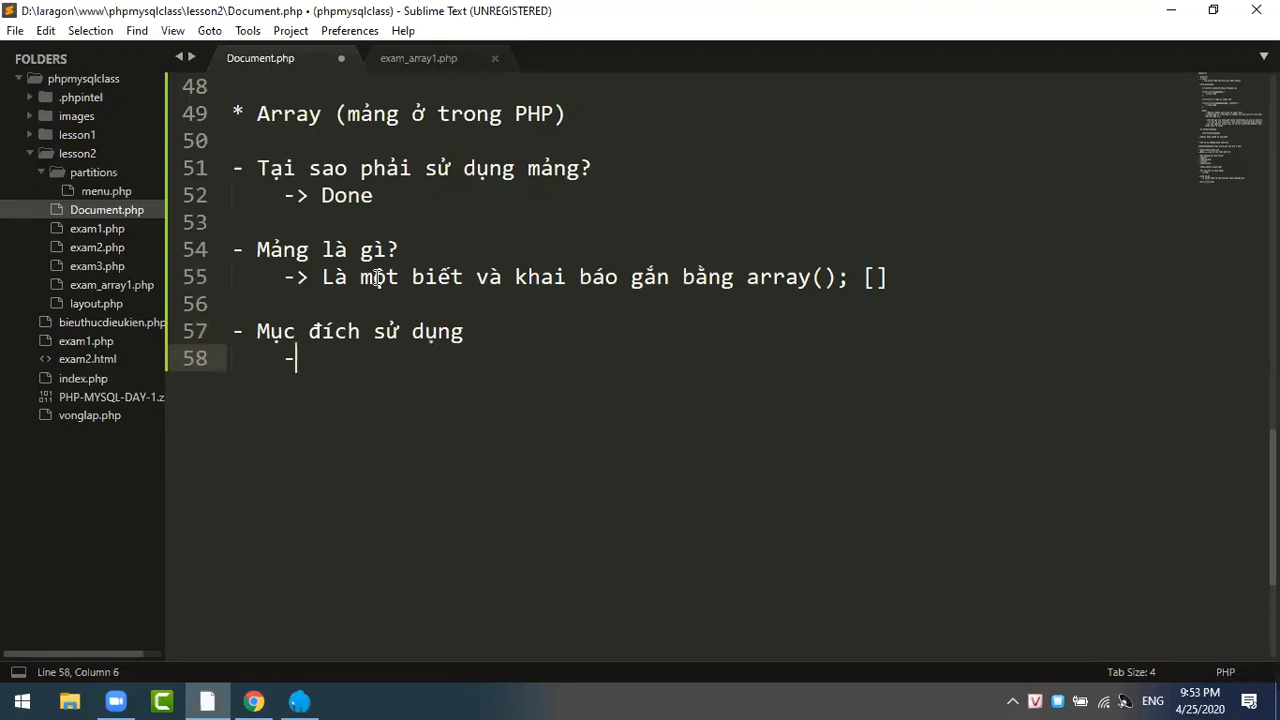 D:\laragon\www\phpmysqlclass\lesson2\Document.php • (phpmysqlclass) - Sublime Text (UNREGISTERED)
File Edit Selection Find View Goto Tools Project Preferences Help
FOLDERS
phpmysqlclass
.phpintel
images
lesson1
lesson2
partitions
menu.php
Document.php
exam1.php
exam2.php
exam3.php
exam_array1.php
layout.php
bieuthucdieukien.php
exam1.php
exam2.html
index.php
PHP-MYSQL-DAY-1.z
vonglap.php
Document.php exam_array1.php
48
49 * Array (mảng ở trong PHP)
50
51 - Tại sao phải sử dụng mảng?
52 -> Done
53
54 - Mảng là gì?
55 -> Là một biết và khai báo gắn bằng array(); []
56
57 - Mục đích sử dụng
58 -
Line 58, Column 6 Tab Size: 4 PHP
ENG 9:53 PM
4/25/2020